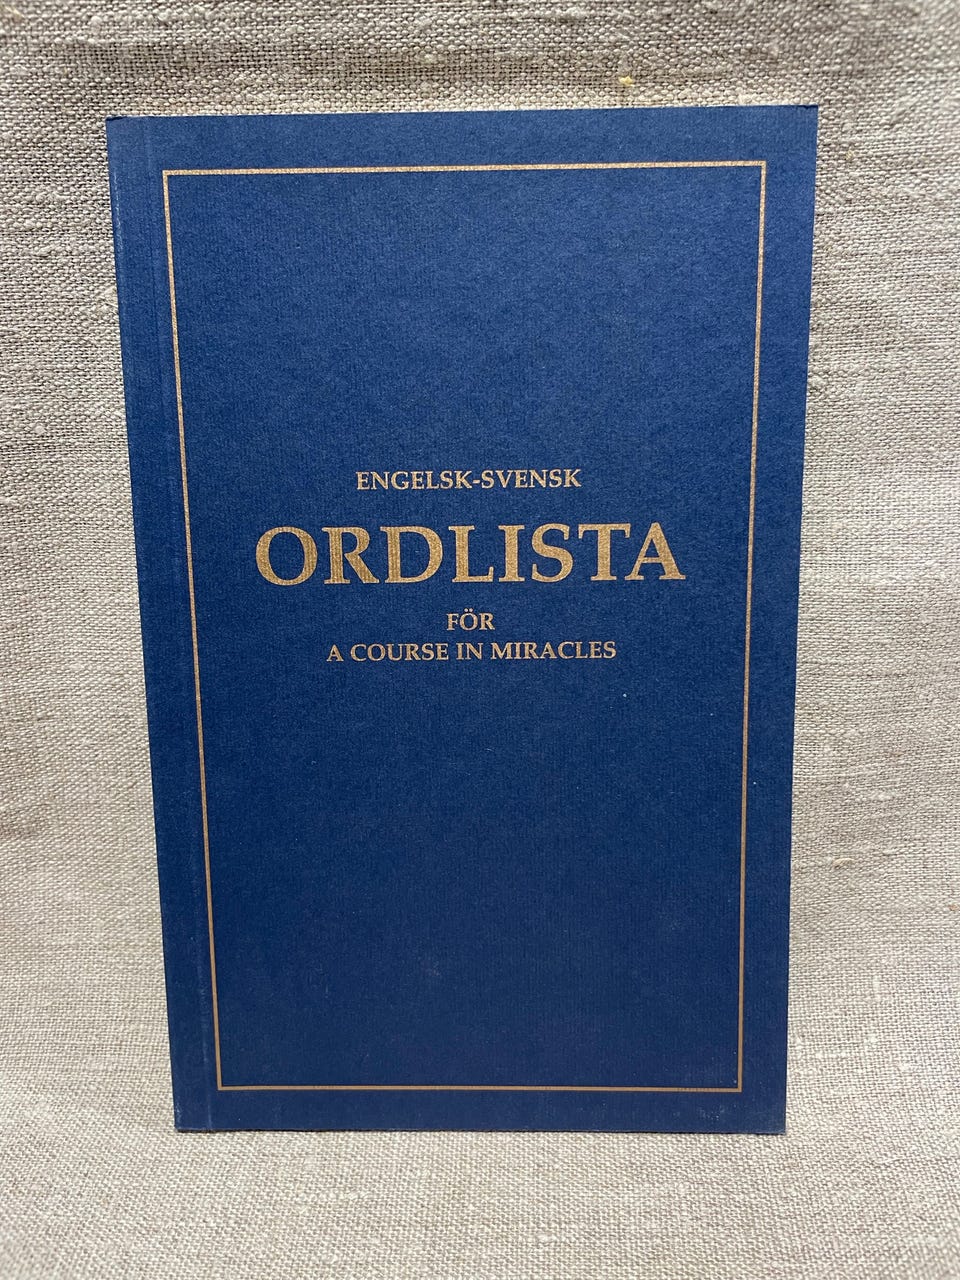 ENGELSK-SVENSK
ORDLISTA
FÖR
A COURSE IN MIRACLES